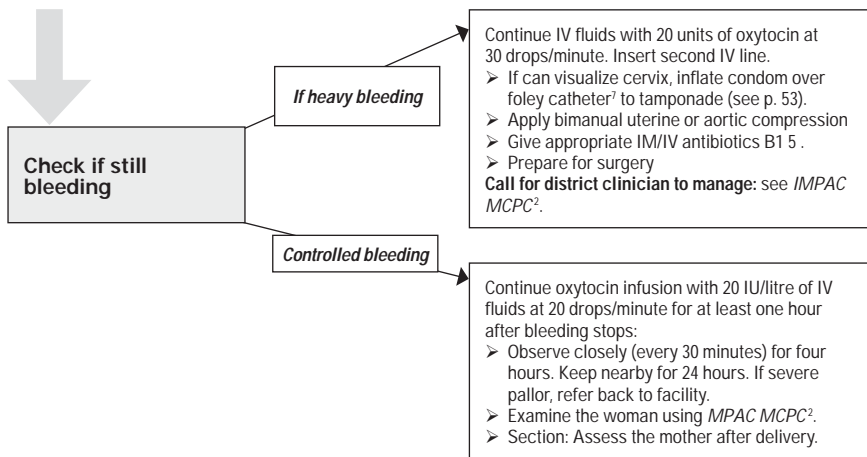 Check if still
bleeding
If heavy bleeding
Continue IV fluids with 20 units of oxytocin at
30 drops/minute. Insert second IV line.
➢ If can visualize cervix, inflate condom over
foley catheter⁷ to tamponade (see p. 53).
➢ Apply bimanual uterine or aortic compression
➢ Give appropriate IM/IV antibiotics B1 5 .
➢ Prepare for surgery
Call for district clinician to manage: see IMPAC
MCPC².
Controlled bleeding
Continue oxytocin infusion with 20 IU/litre of IV
fluids at 20 drops/minute for at least one hour
after bleeding stops:
➢ Observe closely (every 30 minutes) for four
hours. Keep nearby for 24 hours. If severe
pallor, refer back to facility.
➢ Examine the woman using MPAC MCPC².
➢ Section: Assess the mother after delivery.